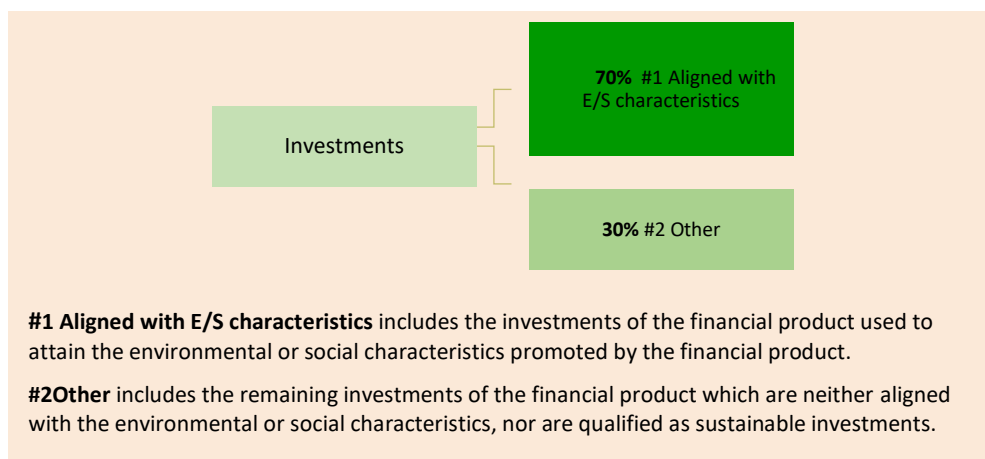 70% #1 Aligned with
E/S characteristics
Investments
30% #2 Other
#1 Aligned with E/S characteristics includes the investments of the financial product used to
attain the environmental or social characteristics promoted by the financial product.
#2Other includes the remaining investments of the financial product which are neither aligned
with the environmental or social characteristics, nor are qualified as sustainable investments.